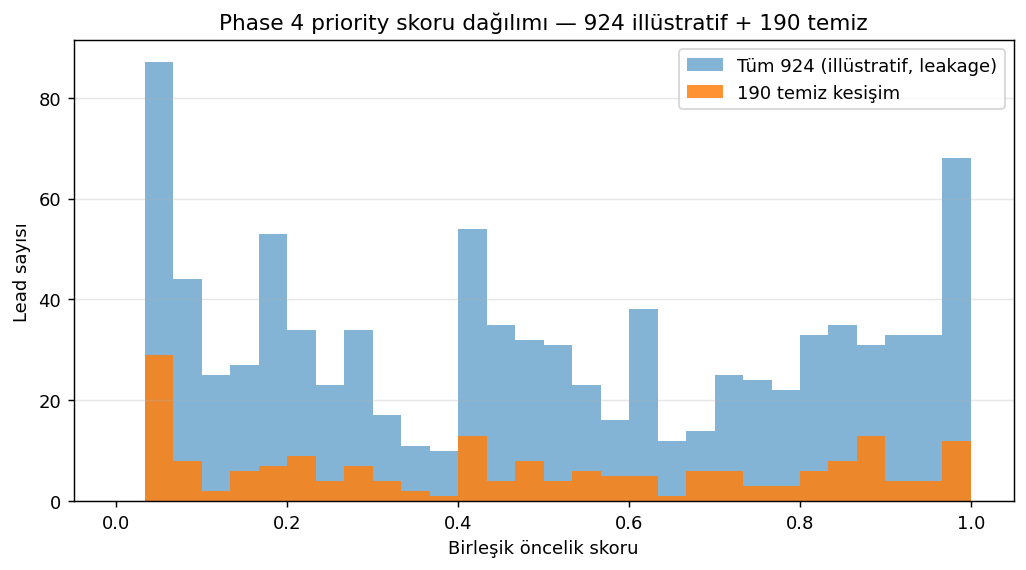 Phase 4 priority skoru dağılımı — 924 illüstratif + 190 temiz
Tüm 924 (illüstratif, leakage)
190 temiz kesişim
Lead sayısı
80
60
40
20
0
0.0 0.2 0.4 0.6 0.8 1.0
Birleşik öncelik skoru